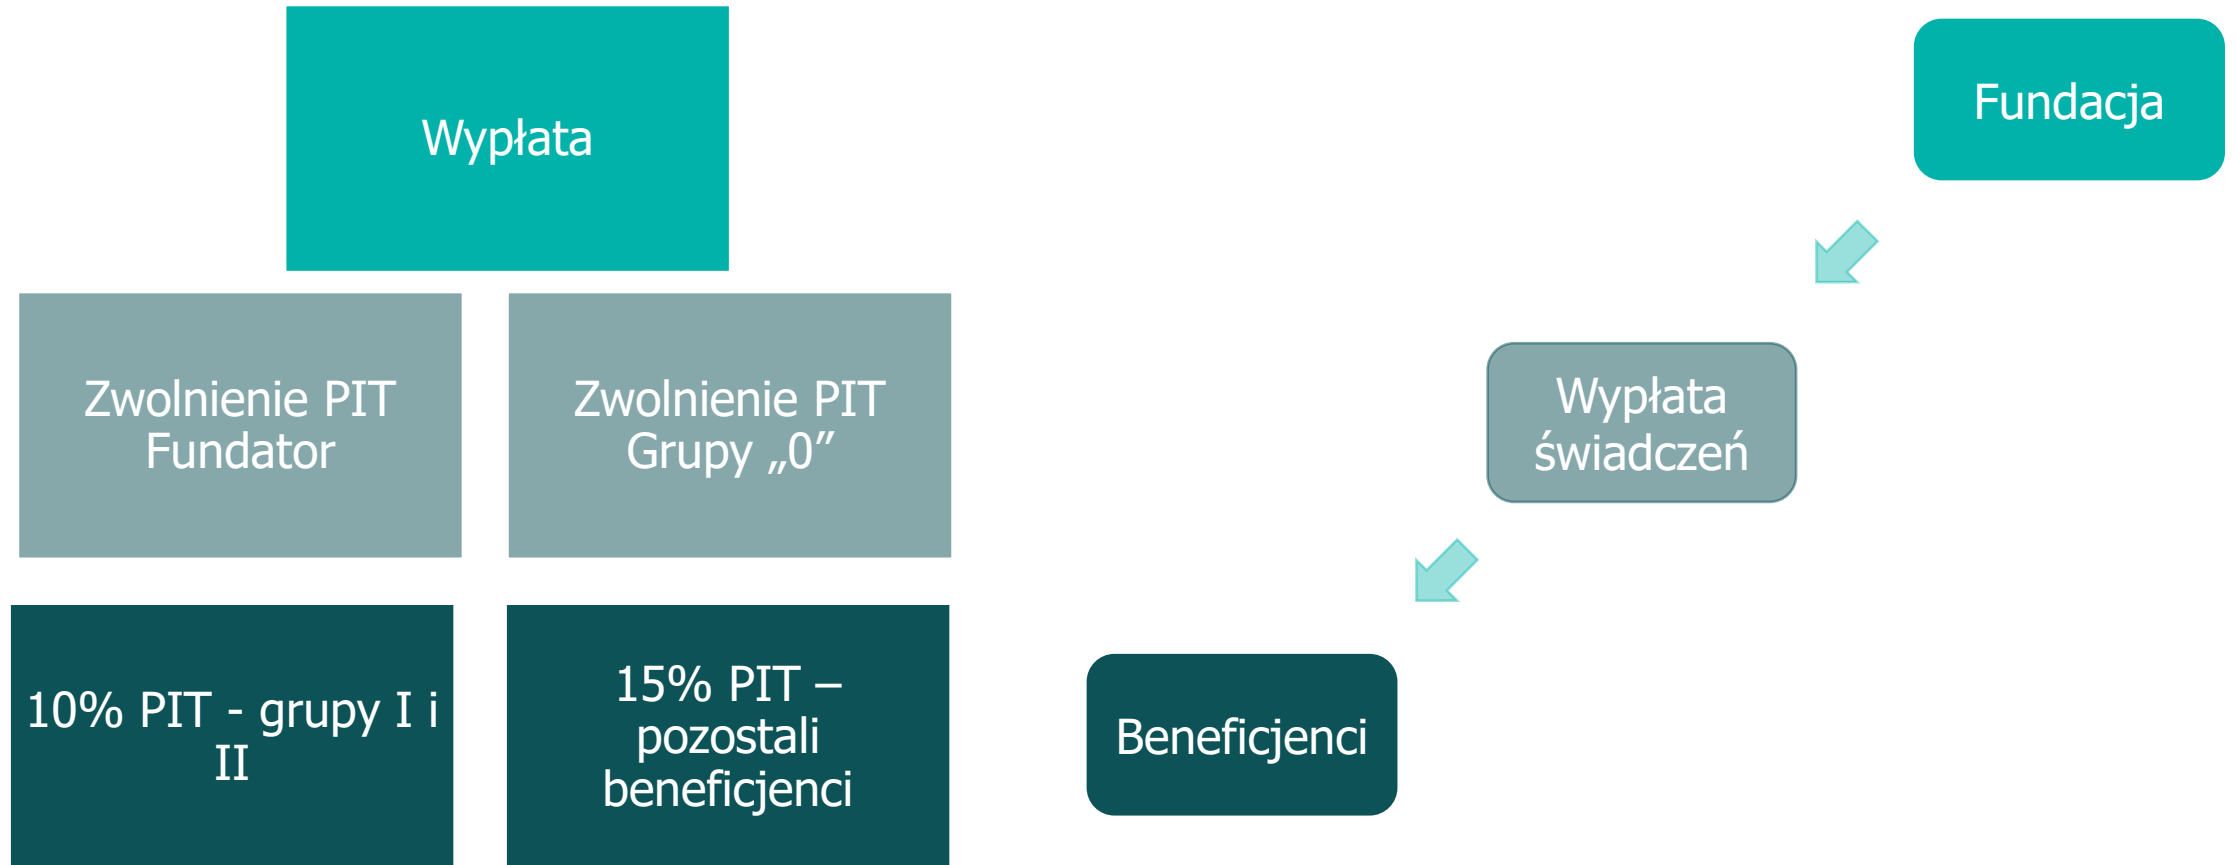 Wypłata
Zwolnienie PIT
Fundator
Zwolnienie PIT
Grupy „0”
10% PIT - grupy I i
II
15% PIT –
pozostali
beneficjenci
Fundacja
Wypłata
świadczeń
Beneficjenci